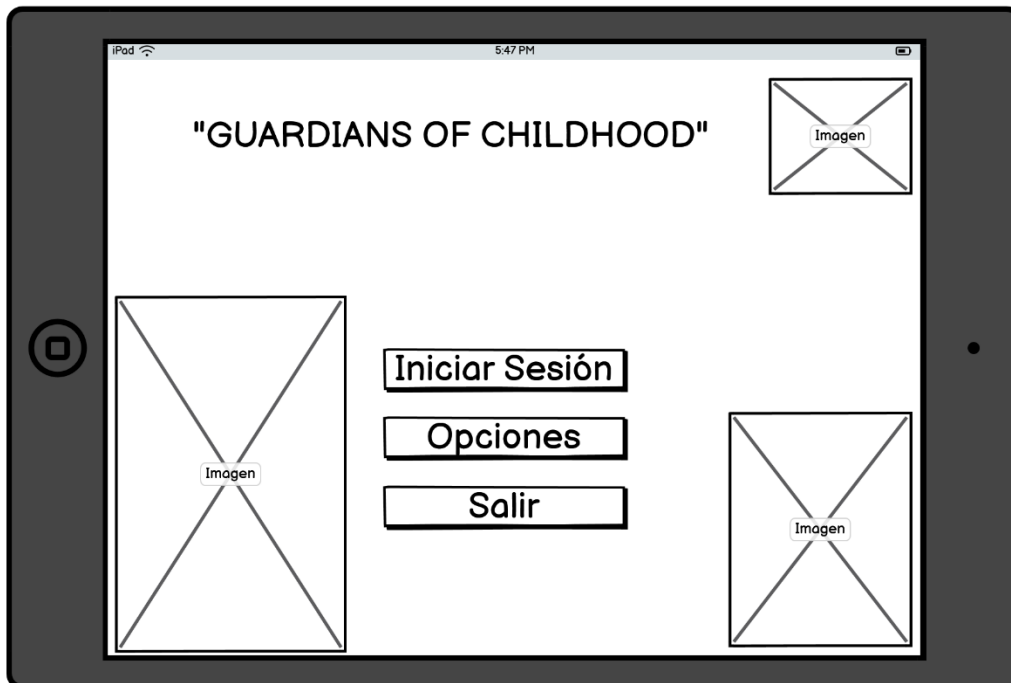 iPad
5:47 PM
"GUARDIANS OF CHILDHOOD"
Imagen
Iniciar Sesión
Opciones
Imagen
Salir
Imagen